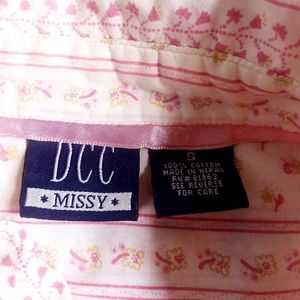 DCC
* MISSY *
S
100% COTTON
MADE IN NEPAL
RN# 81862
SEE REVERSE
FOR CARE